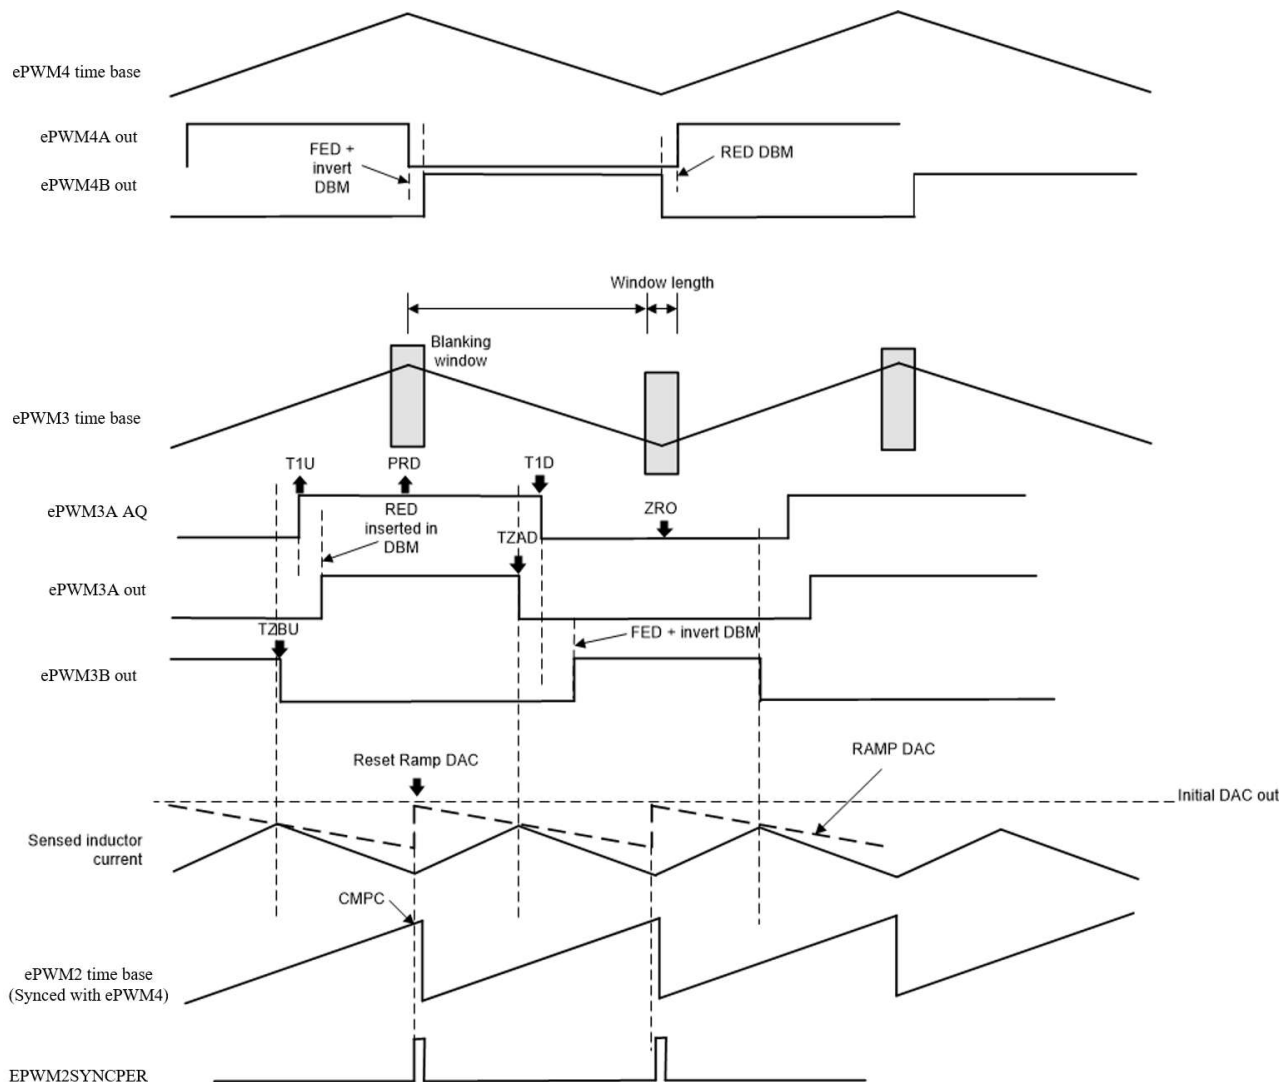 ePWM4 time base
ePWM4A out
FED +
invert
DBM
RED DBM
ePWM4B out
Window length
Blanking
window
ePWM3 time base
T1U
PRD
T1D
ePWM3A AQ
RED
inserted in
DBM
ZRO
TZAD
ePWM3A out
TZBU
FED + invert DBM
ePWM3B out
Reset Ramp DAC
RAMP DAC
Initial DAC out
Sensed inductor
current
CMPC
ePWM2 time base
(Synced with ePWM4)
EPWM2SYNCPER